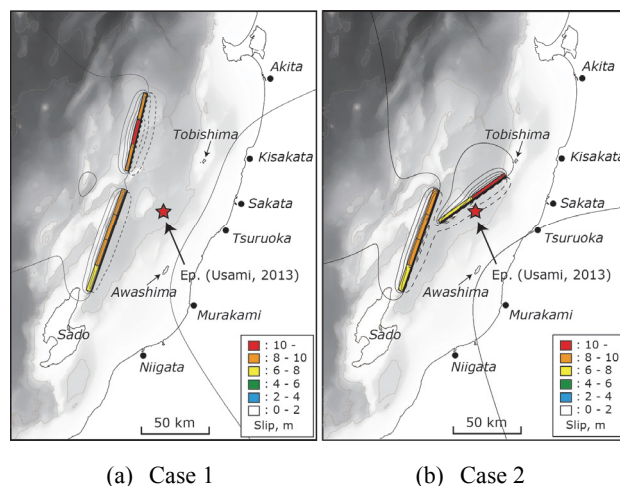 (a)
Akita
Tobishima
Kisakata
Sakata
Tsuruoka
Ep. (Usami, 2013)
Awashima
Murakami
Sado
Niigata
: 10 -
: 8 - 10
: 6 - 8
: 4 - 6
: 2 - 4
: 0 - 2
Slip, m
50 km
(b)
Akita
Tobishima
Kisakata
Sakata
Tsuruoka
Ep. (Usami, 2013)
Awashima
Murakami
Sado
Niigata
: 10 -
: 8 - 10
: 6 - 8
: 4 - 6
: 2 - 4
: 0 - 2
Slip, m
50 km
(a) Case 1
(b) Case 2